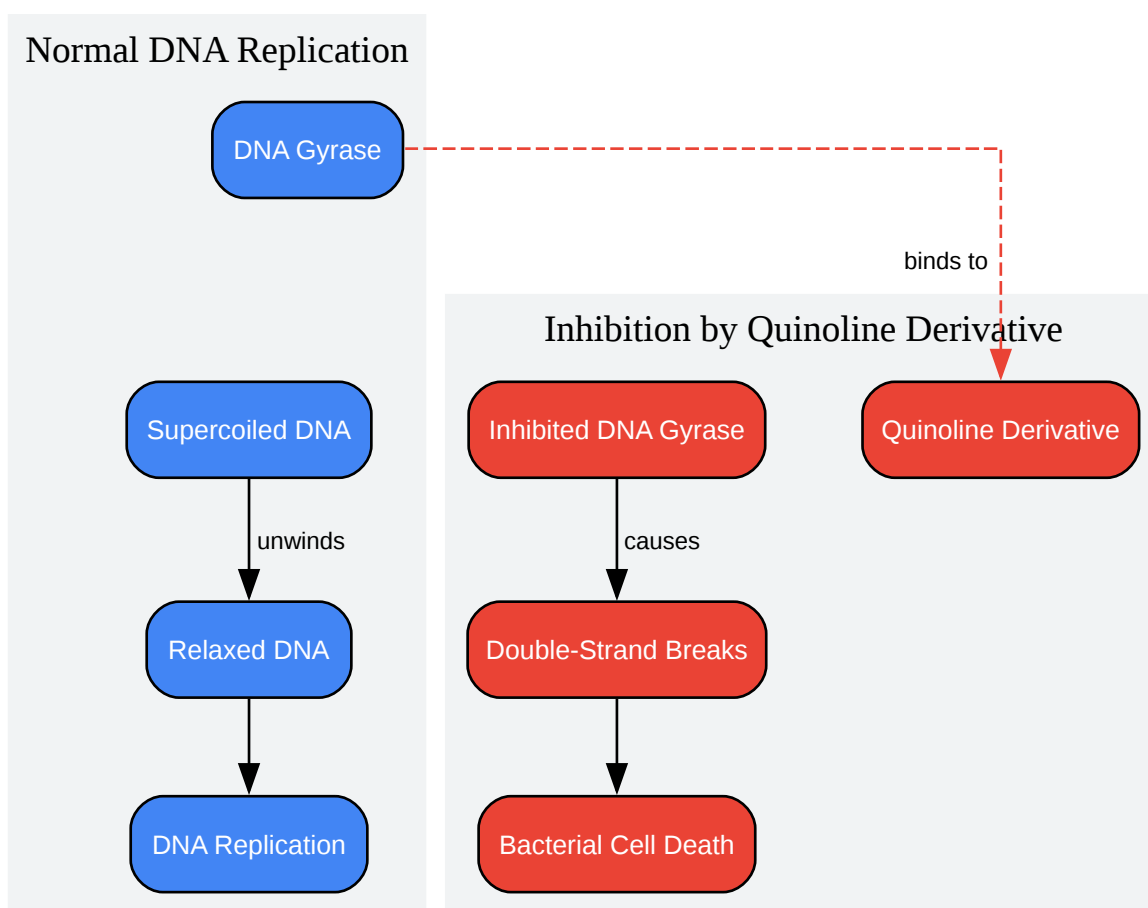 Normal DNA Replication
DNA Gyrase
binds to
Inhibition by Quinoline Derivative
Supercoiled DNA
Inhibited DNA Gyrase
Quinoline Derivative
unwinds
causes
Relaxed DNA
Double-Strand Breaks
DNA Replication
Bacterial Cell Death